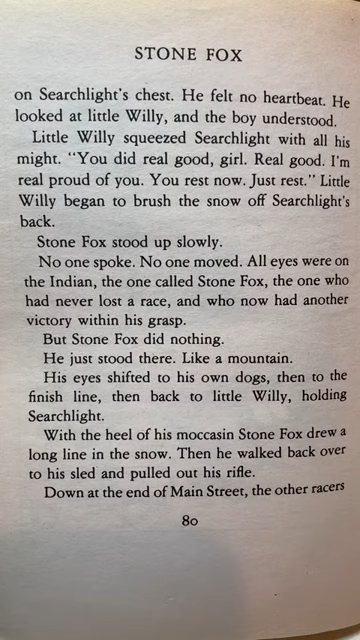 STONE FOX
on Searchlight's chest. He felt no heartbeat. He
looked at little Willy, and the boy understood.
Little Willy squeezed Searchlight with all his
might. "You did real good, girl. Real good. I'm
real proud of you. You rest now. Just rest." Little
Willy began to brush the snow off Searchlight's
back.
Stone Fox stood up slowly.
No one spoke. No one moved. All eyes were on
the Indian, the one called Stone Fox, the one who
had never lost a race, and who now had another
victory within his grasp.
But Stone Fox did nothing.
He just stood there. Like a mountain.
His eyes shifted to his own dogs, then to the
finish line, then back to little Willy, holding
Searchlight.
With the heel of his moccasin Stone Fox drew a
long line in the snow. Then he walked back over
to his sled and pulled out his rifle.
Down at the end of Main Street, the other racers
80